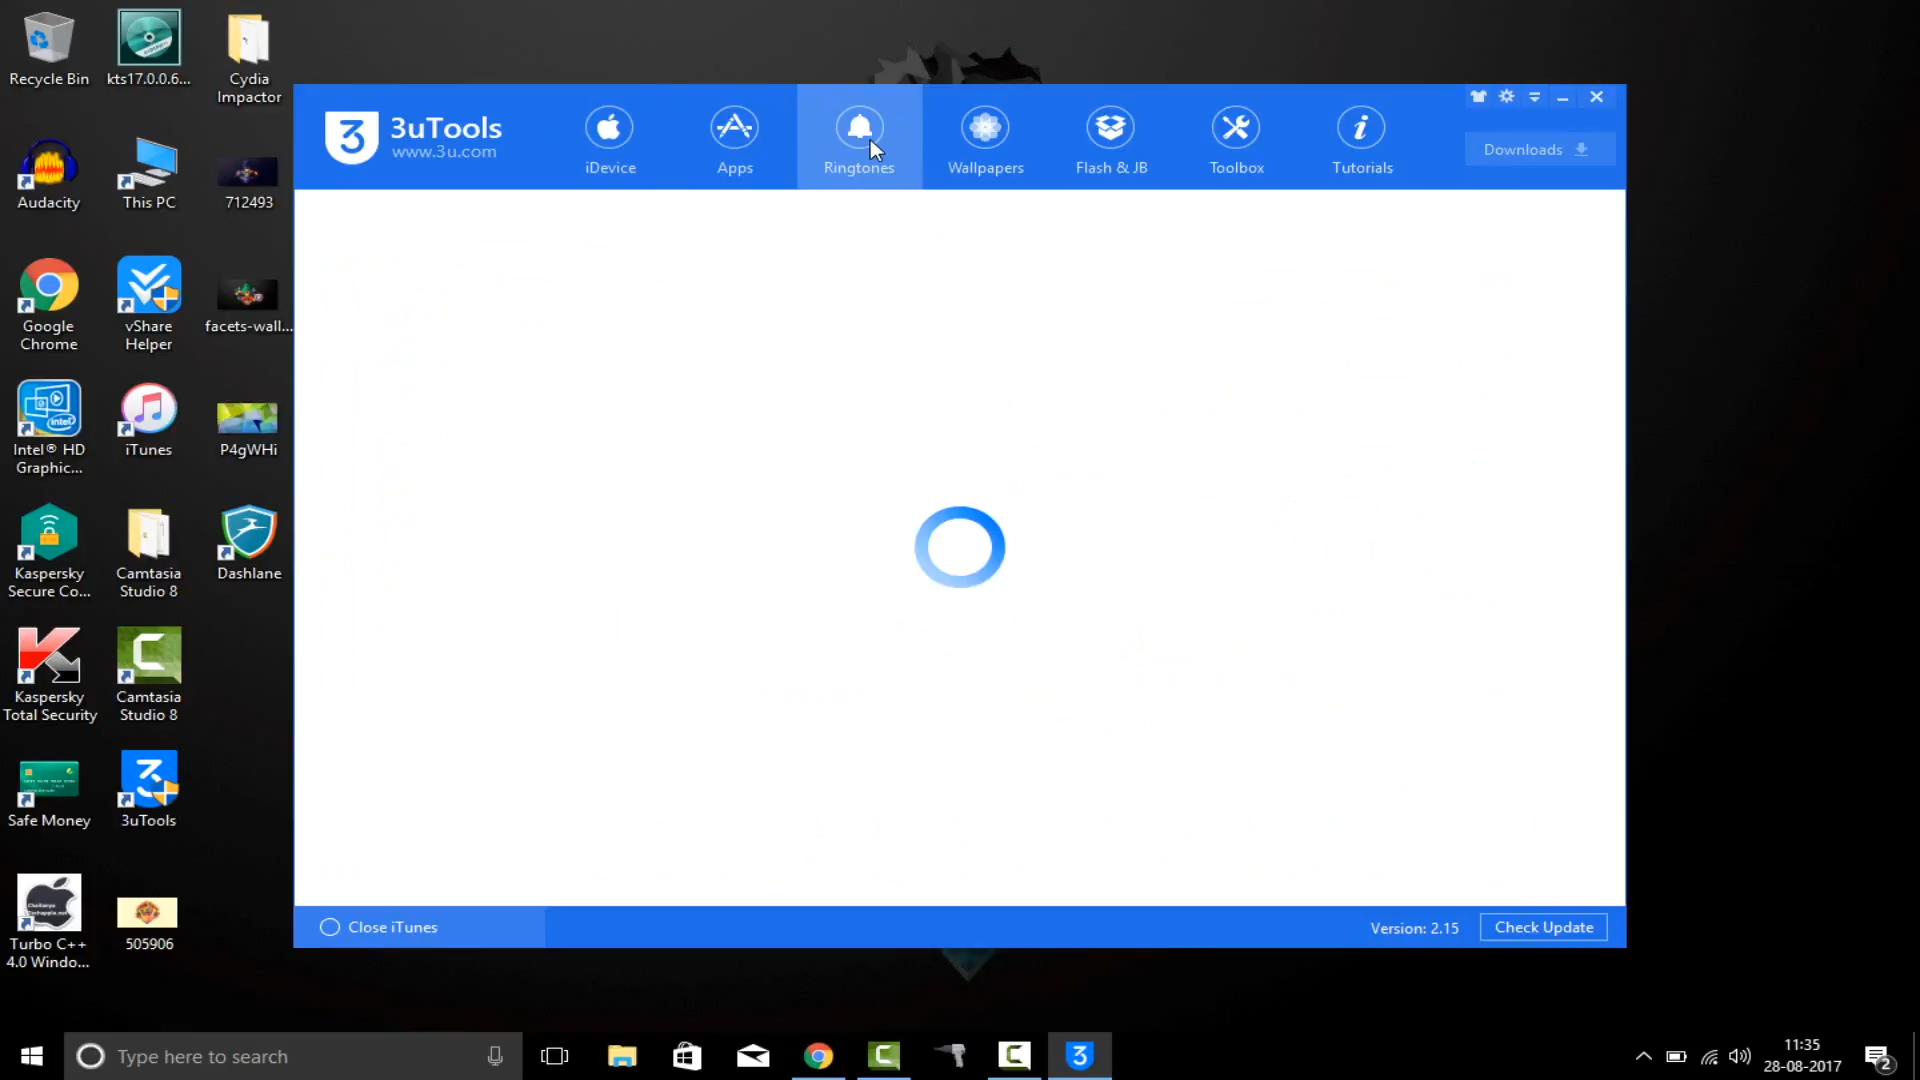 Recycle Bin
kts17.0.0.6...
Cydia
Impactor
Audacity
This PC
712493
Google
Chrome
vShare
Helper
facets-wall...
Intel® HD
Graphic...
iTunes
P4gWHi
Kaspersky
Secure Co...
Camtasia
Studio 8
Dashlane
Kaspersky
Total Security
Camtasia
Studio 8
Safe Money
3uTools
Turbo C++
4.0 Windo...
505906
3uTools
www.3u.com
iDevice
Apps
Ringtones
Wallpapers
Flash & JB
Toolbox
Tutorials
Downloads
Close iTunes
Version: 2.15
Check Update
Type here to search
11:35
28-08-2017
2